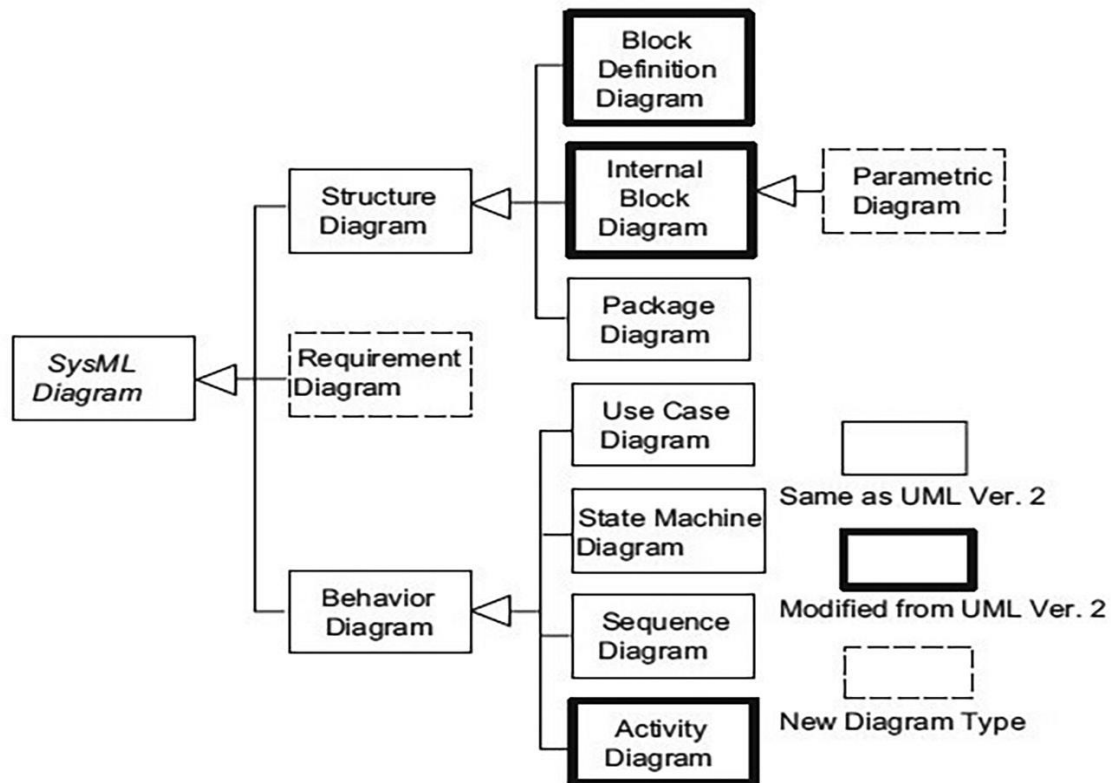 Block
Definition
Diagram
Internal
Block
Diagram
Parametric
Diagram
Structure
Diagram
Package
Diagram
SysML
Diagram
Requirement
Diagram
Use Case
Diagram
Same as UML Ver. 2
State Machine
Diagram
Modified from UML Ver. 2
Behavior
Diagram
Sequence
Diagram
New Diagram Type
Activity
Diagram